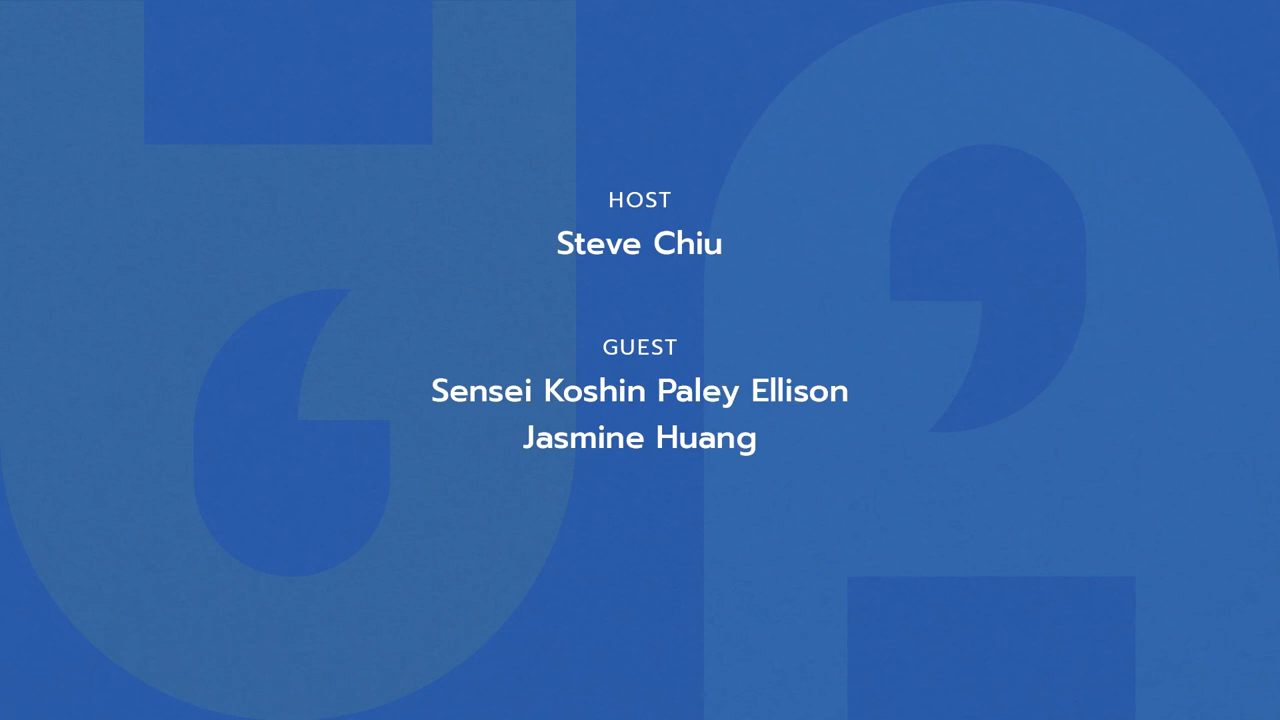 HOST
Steve Chiu
GUEST
Sensei Koshin Paley Ellison
Jasmine Huang